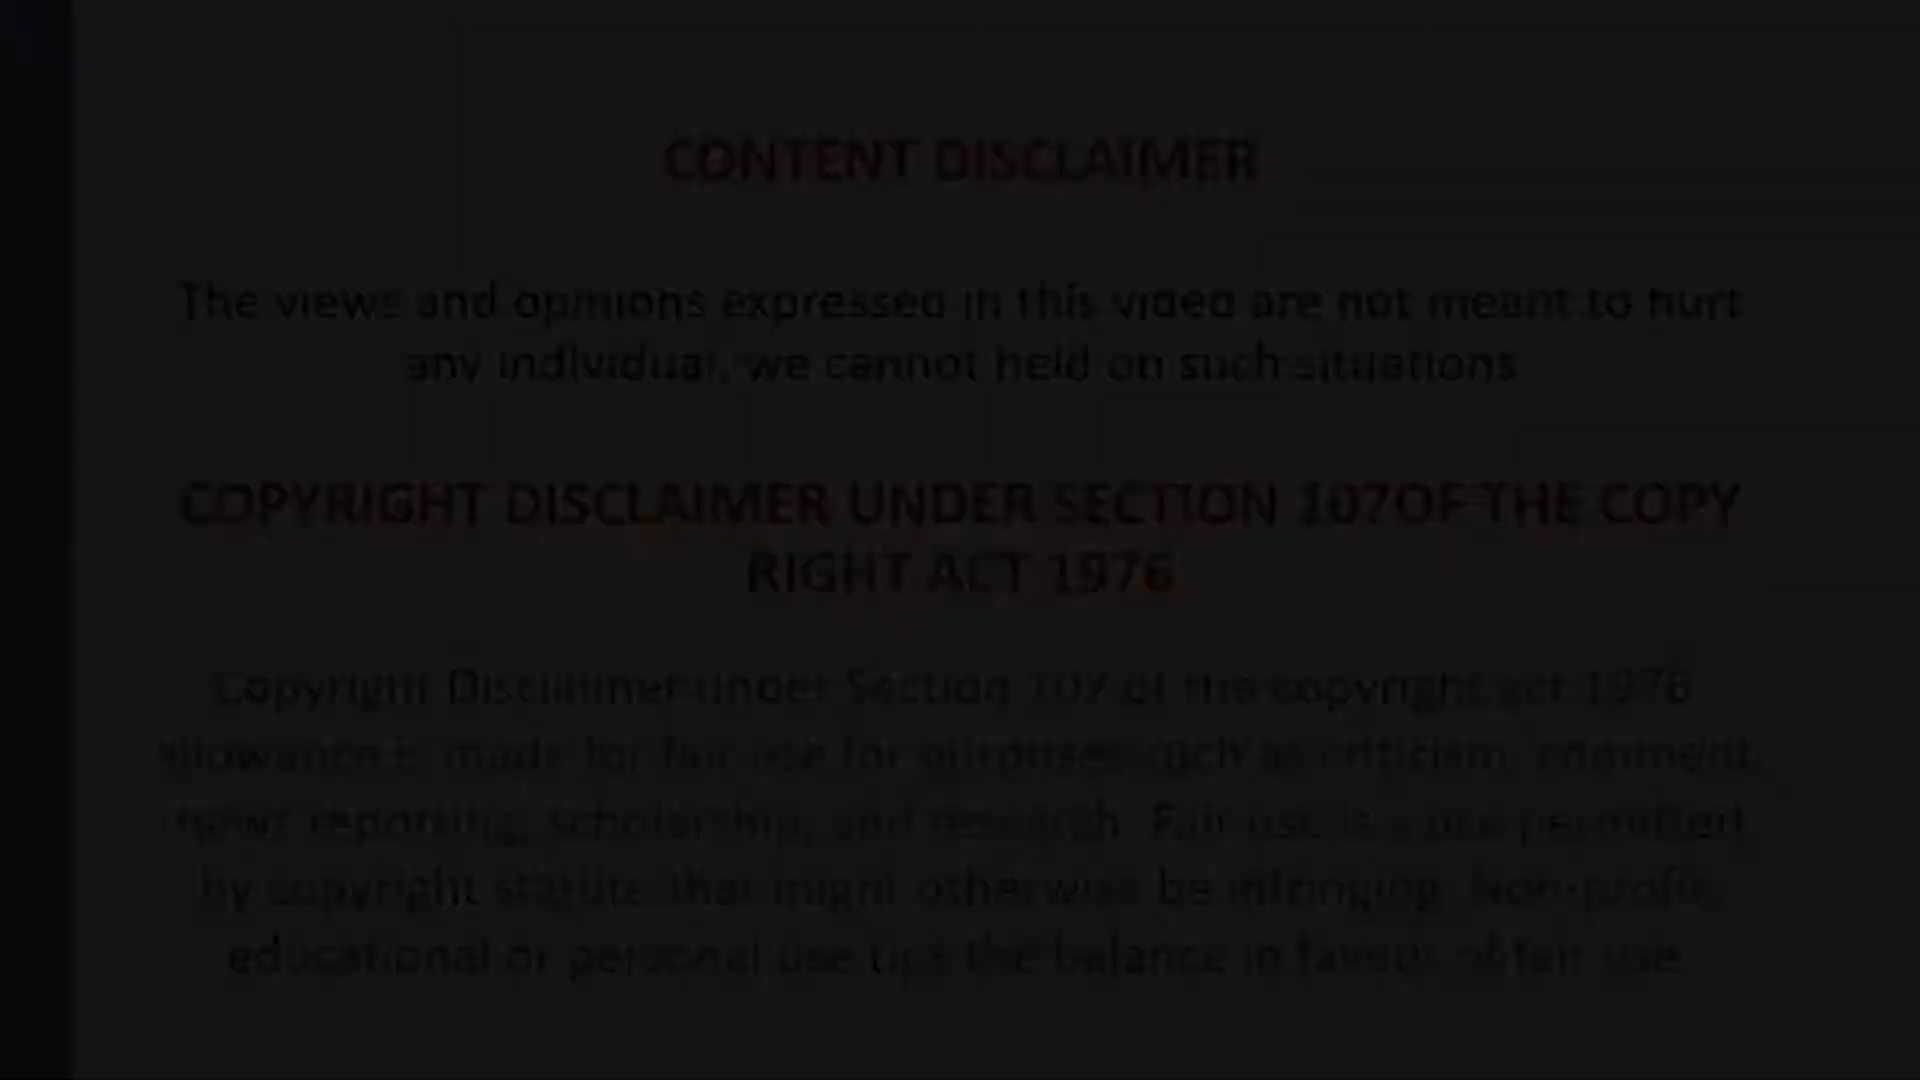 CONTENT DISCLAIMER
The views and opinions expressed in this video are not meant to hurt
any individual, we cannot held on such situations
COPYRIGHT DISCLAIMER UNDER SECTION 107OF THE COPY
RIGHT ACT 1976
Copyright Disclaimer under Section 107 of the copyright act 1976
allowance is made for fair use for purposes such as criticism, comment,
news reporting, scholarship, and research. Fair use is a use permitted
by copyright statute that might otherwise be infringing. Non-profit,
educational or personal use tips the balance in favour of fair use.